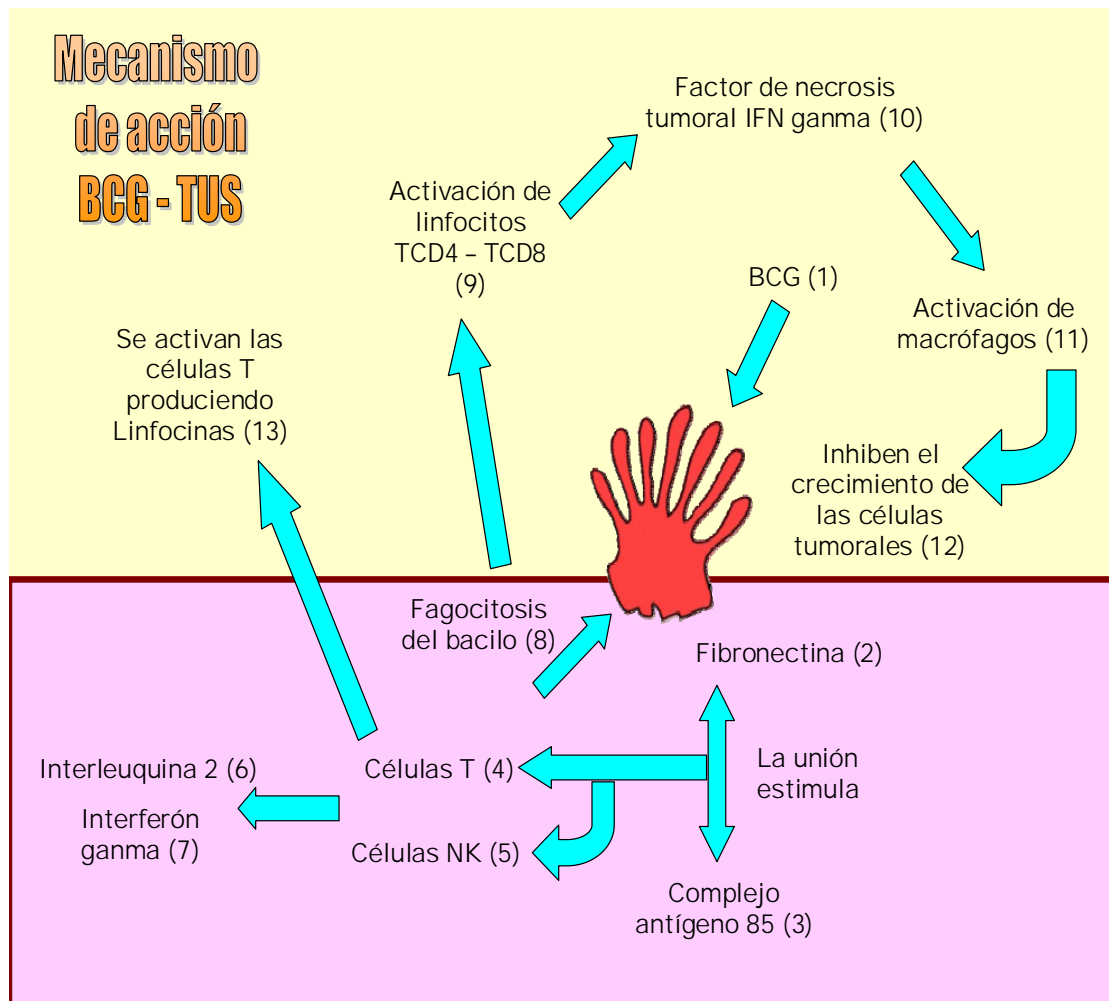 Mecanismo
de acción
BCG - TUS
Factor de necrosis
tumoral IFN ganma (10)
Activación de
linfocitos
TCD4 – TCD8
(9)
BCG (1)
Activación de
macrófagos (11)
Se activan las
células T
produciendo
Linfocinas (13)
Inhiben el
crecimiento de
las células
tumorales (12)
Fagocitosis
del bacilo (8)
Fibronectina (2)
Interleuquina 2 (6)
Células T (4)
La unión
estimula
Interferón
ganma (7)
Células NK (5)
Complejo
antígeno 85 (3)